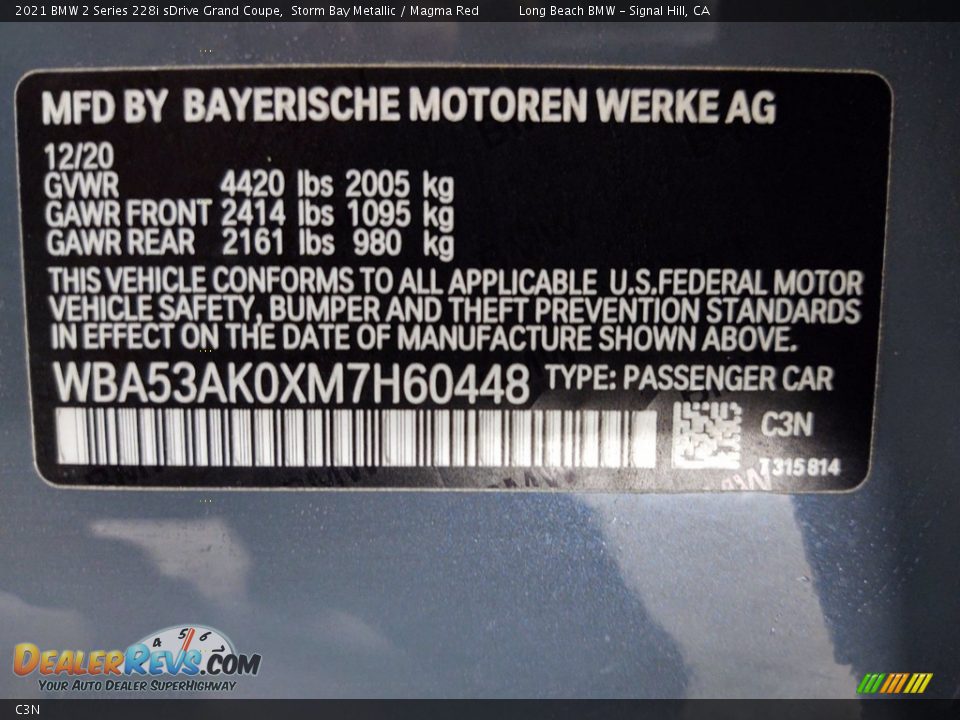 2021 BMW 2 Series 228i sDrive Grand Coupe, Storm Bay Metallic / Magma Red Long Beach BMW - Signal Hill, CA
MFD BY BAYERISCHE MOTOREN WERKE AG
12/20
GVWR 4420 lbs 2005 kg
GAWR FRONT 2414 lbs 1095 kg
GAWR REAR 2161 lbs 980 kg
THIS VEHICLE CONFORMS TO ALL APPLICABLE U.S.FEDERAL MOTOR
VEHICLE SAFETY, BUMPER AND THEFT PREVENTION STANDARDS
IN EFFECT ON THE DATE OF MANUFACTURE SHOWN ABOVE.
WBA53AK0XM7H60448 TYPE: PASSENGER CAR
C3N
7315814
4 5 6
DEALERREVS.COM
YOUR AUTO DEALER SUPERHIGHWAY
C3N